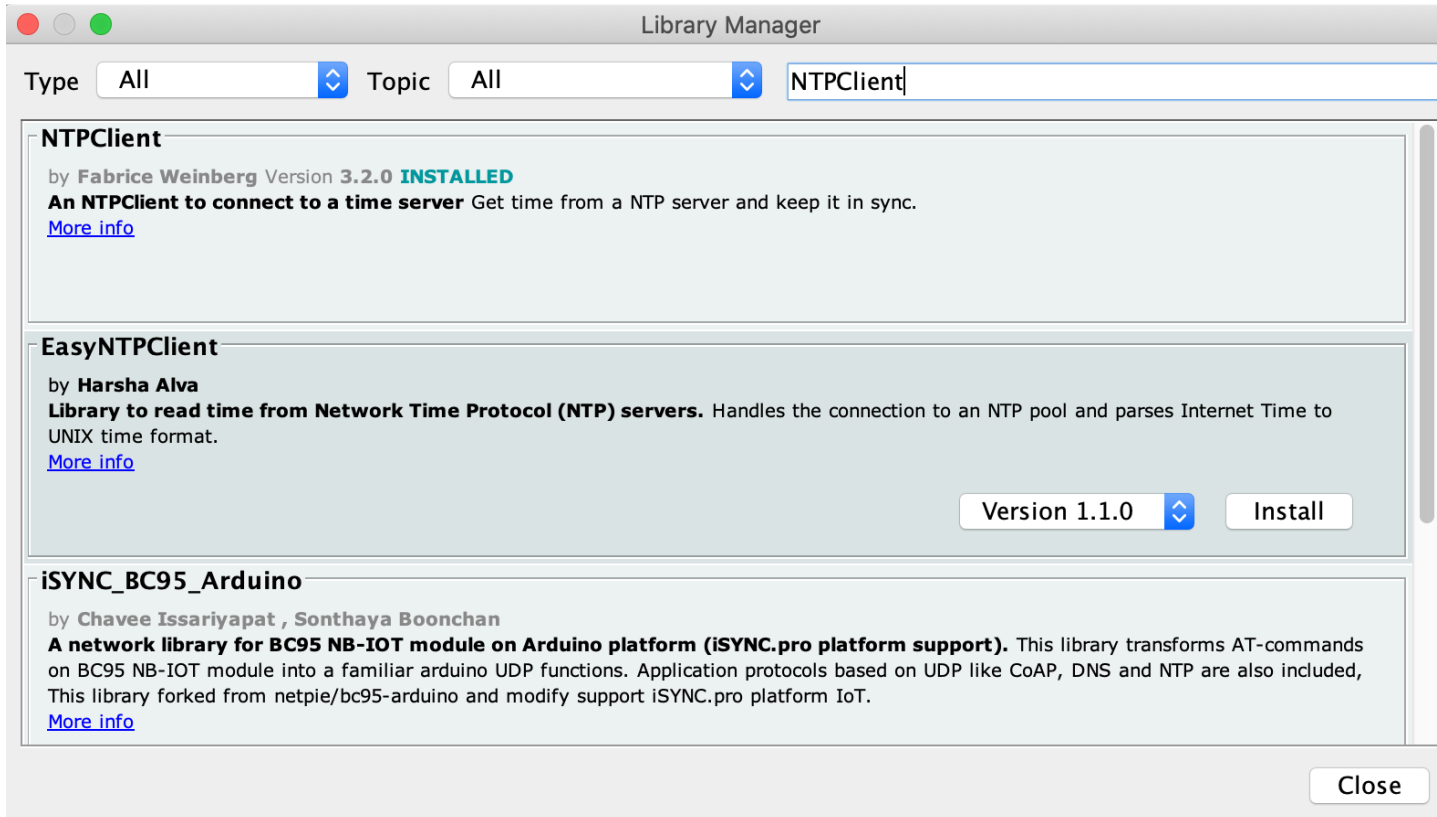 Library Manager
Type All Topic All NTPClient
NTPClient
by Fabrice Weinberg Version 3.2.0 INSTALLED
An NTPClient to connect to a time server Get time from a NTP server and keep it in sync.
More info
EasyNTPClient
by Harsha Alva
Library to read time from Network Time Protocol (NTP) servers. Handles the connection to an NTP pool and parses Internet Time to
UNIX time format.
More info
Version 1.1.0 Install
iSYNC_BC95_Arduino
by Chavee Issariyapat , Sonthaya Boonchan
A network library for BC95 NB-IOT module on Arduino platform (iSYNC.pro platform support). This library transforms AT-commands
on BC95 NB-IOT module into a familiar arduino UDP functions. Application protocols based on UDP like CoAP, DNS and NTP are also included,
This library forked from netpie/bc95-arduino and modify support iSYNC.pro platform IoT.
More info
Close